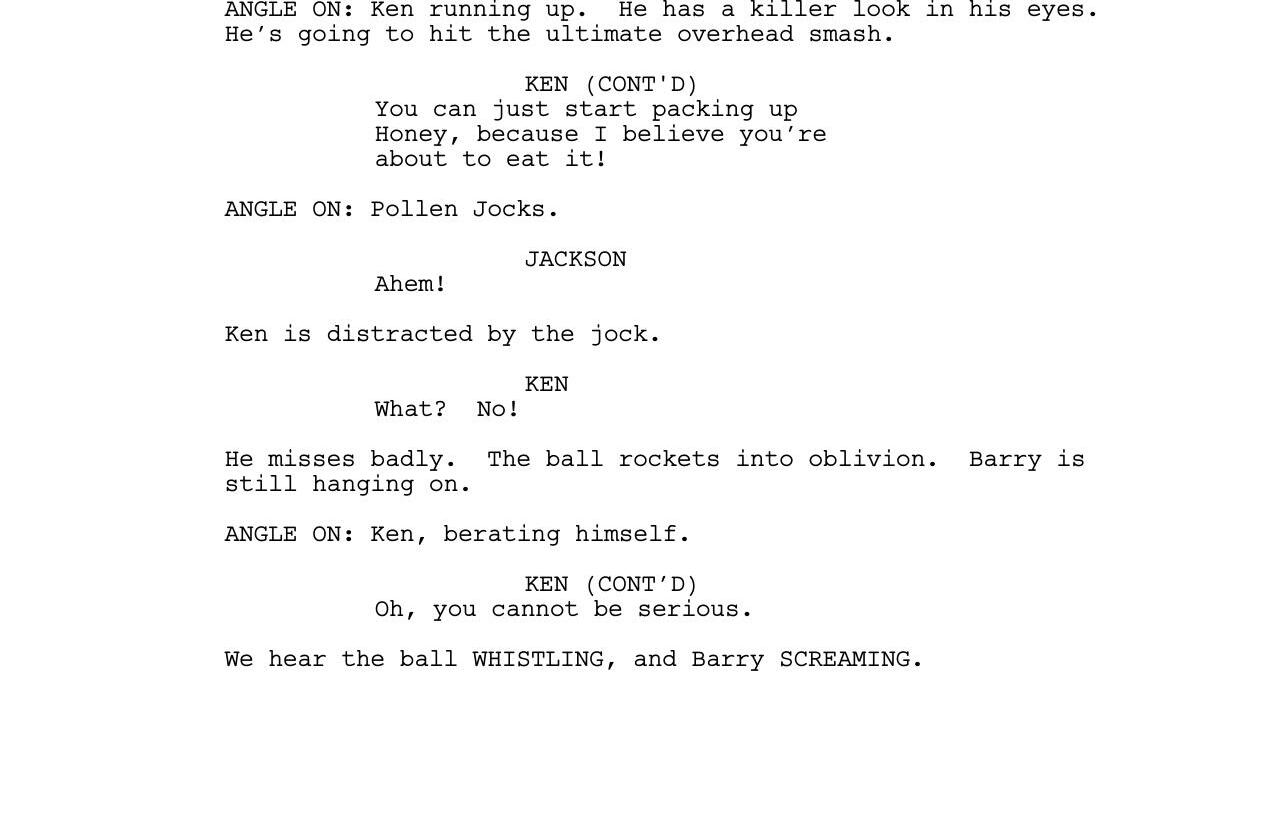 ANGLE ON: Ken running up.  He has a killer look in his eyes.
He’s going to hit the ultimate overhead smash.
KEN (CONT'D)
You can just start packing up
Honey, because I believe you’re
about to eat it!
ANGLE ON: Pollen Jocks.
JACKSON
Ahem!
Ken is distracted by the jock.
KEN
What?  No!
He misses badly.  The ball rockets into oblivion.  Barry is
still hanging on.
ANGLE ON: Ken, berating himself.
KEN (CONT’D)
Oh, you cannot be serious.
We hear the ball WHISTLING, and Barry SCREAMING.